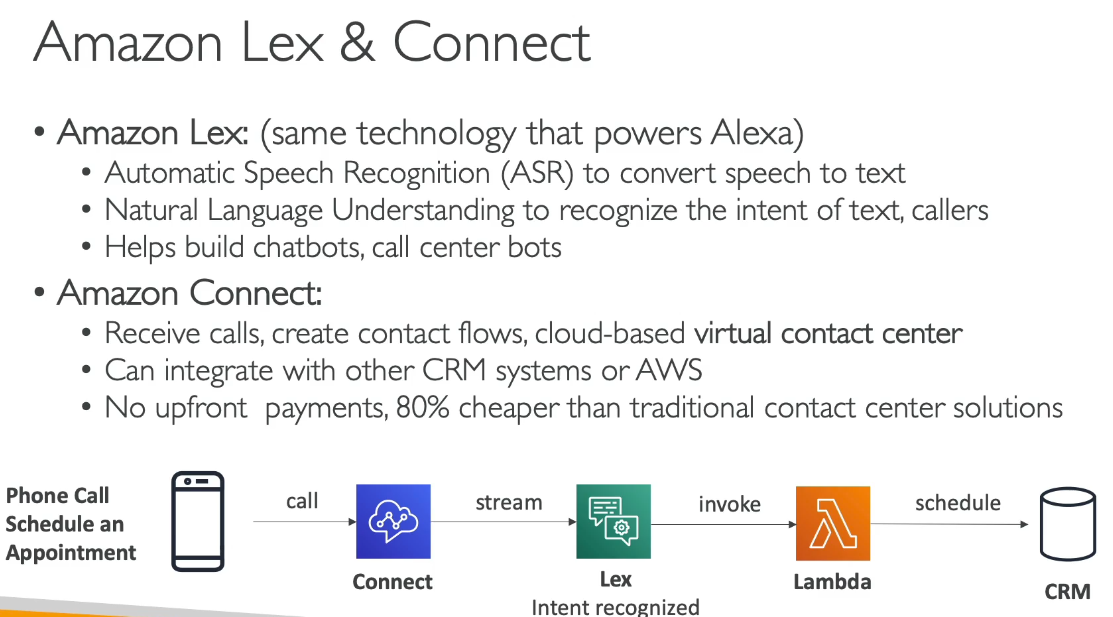 Amazon Lex & Connect
• Amazon Lex: (same technology that powers Alexa)
• Automatic Speech Recognition (ASR) to convert speech to text
• Natural Language Understanding to recognize the intent of text, callers
• Helps build chatbots, call center bots
• Amazon Connect:
• Receive calls, create contact flows, cloud-based virtual contact center
• Can integrate with other CRM systems or AWS
• No upfront payments, 80% cheaper than traditional contact center solutions
Phone Call
Schedule an
Appointment
call
Connect
stream
Lex
Intent recognized
invoke
Lambda
schedule
CRM